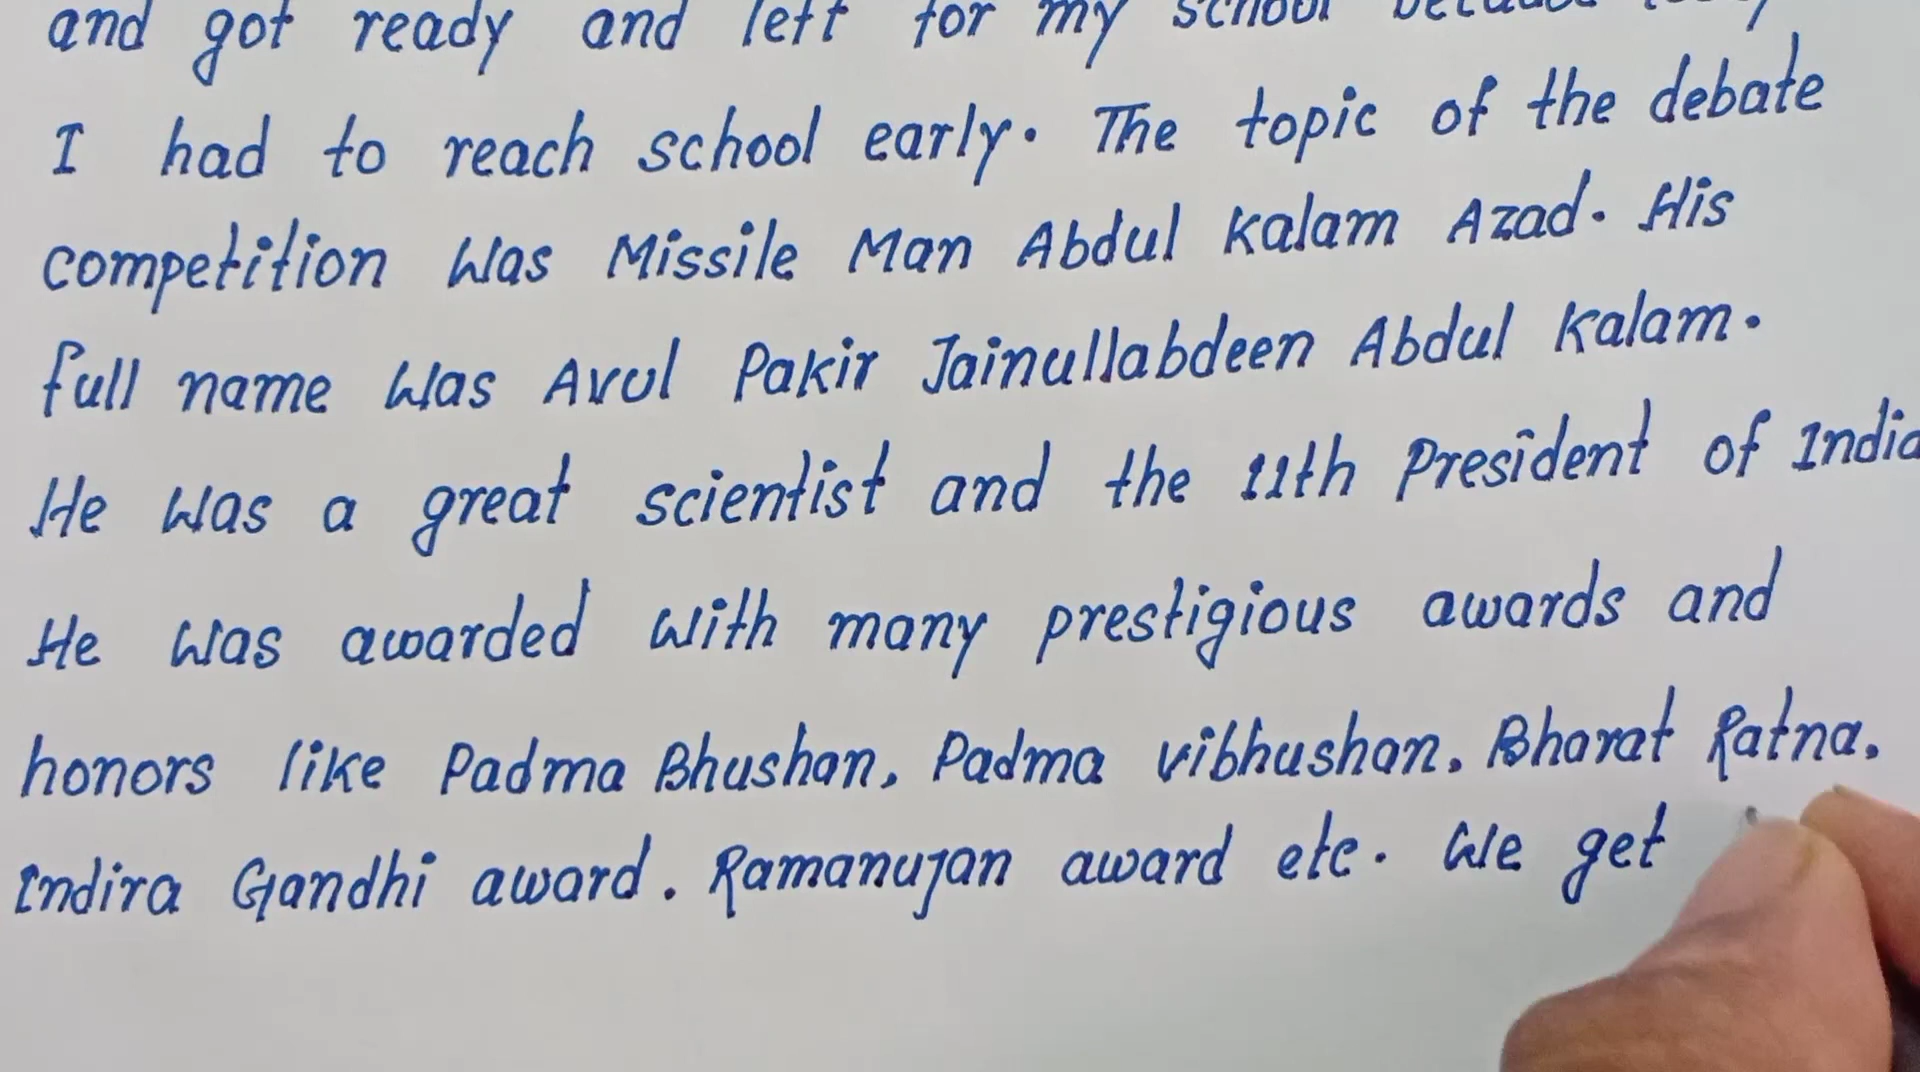 and got ready and left for my school because today
I had to reach school early. The topic of the debate
competition was Missile Man Abdul Kalam Azad. His
full name was Avul Pakir Jainullabdeen Abdul Kalam.
He was a great scientist and the 11th President of India
He was awarded with many prestigious awards and
honors like Padma Bhushan, Padma vibhushan. Bharat Ratna.
Indira Gandhi award. Ramanujan award etc. We get